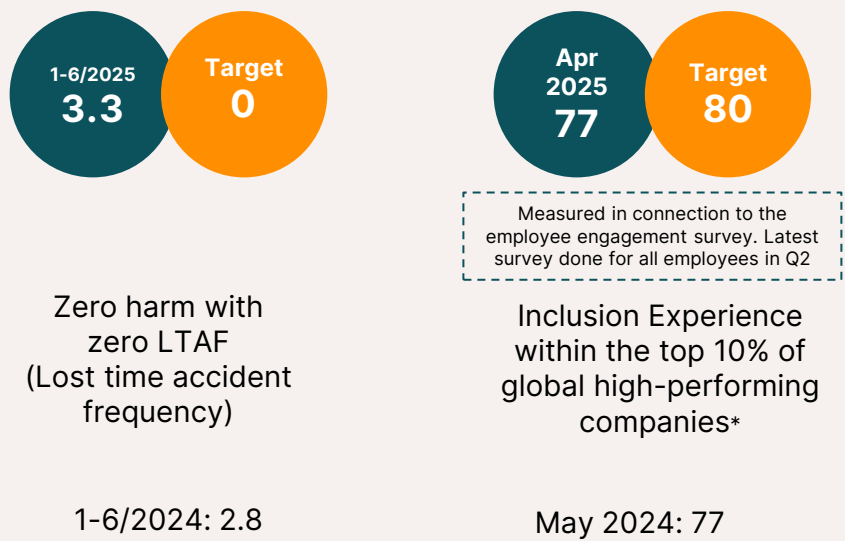 1-6/2025
3.3
Target
0
Apr
2025
77
Target
80
Measured in connection to the
employee engagement survey. Latest
survey done for all employees in Q2
Zero harm with
zero LTAF
(Lost time accident
frequency)
Inclusion Experience
within the top 10% of
global high-performing
companies*
1-6/2024: 2.8
May 2024: 77